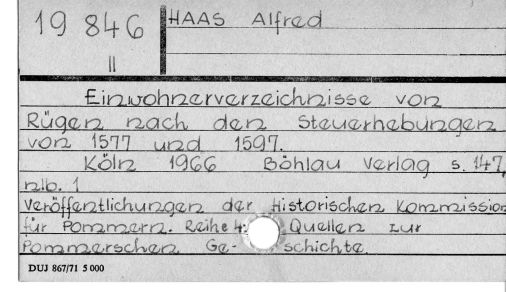 19 846
II
HAAS Alfred
Einwohnerverzeichnisse von
Rügen nach den Steuerhebungen
von 1577 und 1597.
Köln 1966 Böhlau Verlag s. 147,
nlb. 1
Veröffentlichungen der Historischen Kommission
für Pommern. Reihe 4: Quellen zur
Pommerschen Ge- schichte.
DUJ 867/71 5 000